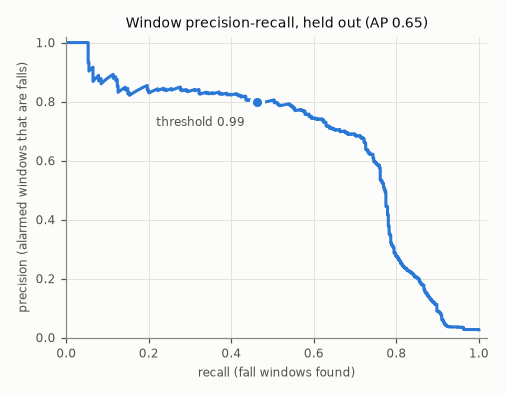 Window precision-recall, held out (AP 0.65)
precision (alarmed windows that are falls)
1.0
0.8
0.6
0.4
0.2
0.0
threshold 0.99
0.0 0.2 0.4 0.6 0.8 1.0
recall (fall windows found)